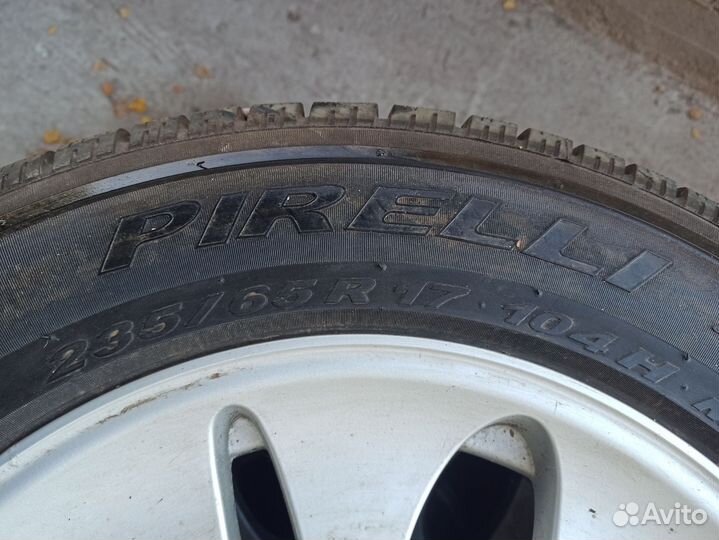 PIRELLI
235/65R17 · 104H ·
Avito